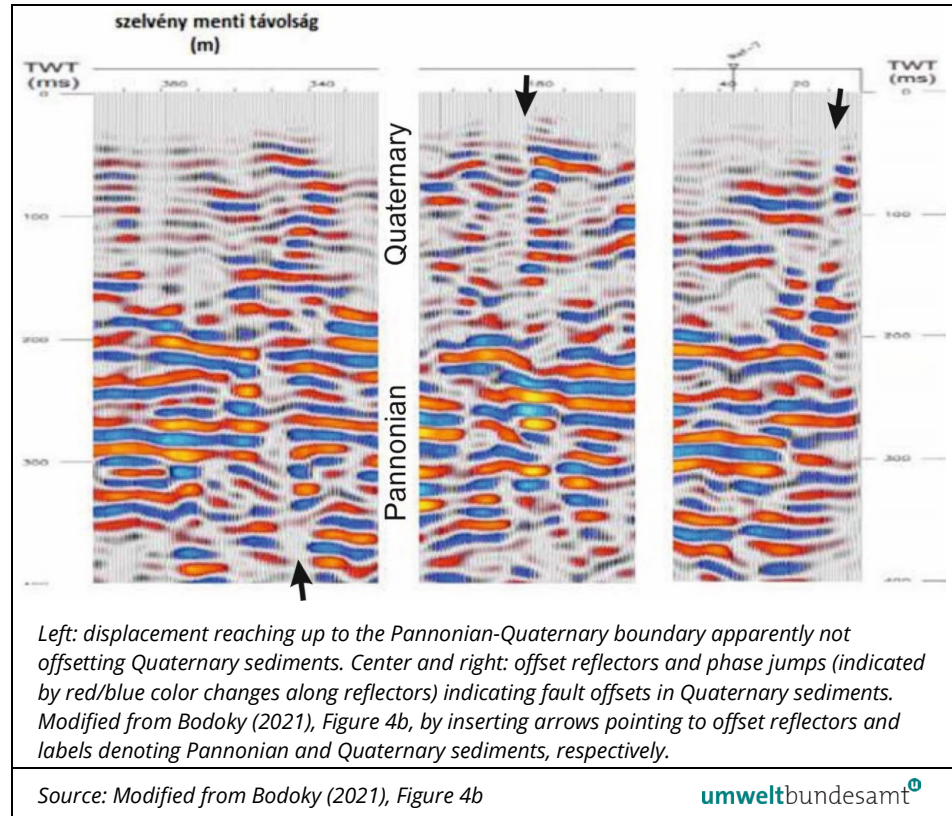 szelvény menti távolság
(m)
TWT
(ms)
TWT
(ms)
340
180
20
0
0
100
100
200
200
300
300
Quaternary
Pannonian
Left: displacement reaching up to the Pannonian-Quaternary boundary apparently not
offsetting Quaternary sediments. Center and right: offset reflectors and phase jumps (indicated
by red/blue color changes along reflectors) indicating fault offsets in Quaternary sediments.
Modified from Bodoky (2021), Figure 4b, by inserting arrows pointing to offset reflectors and
labels denoting Pannonian and Quaternary sediments, respectively.
Source: Modified from Bodoky (2021), Figure 4b
umweltbundesamt